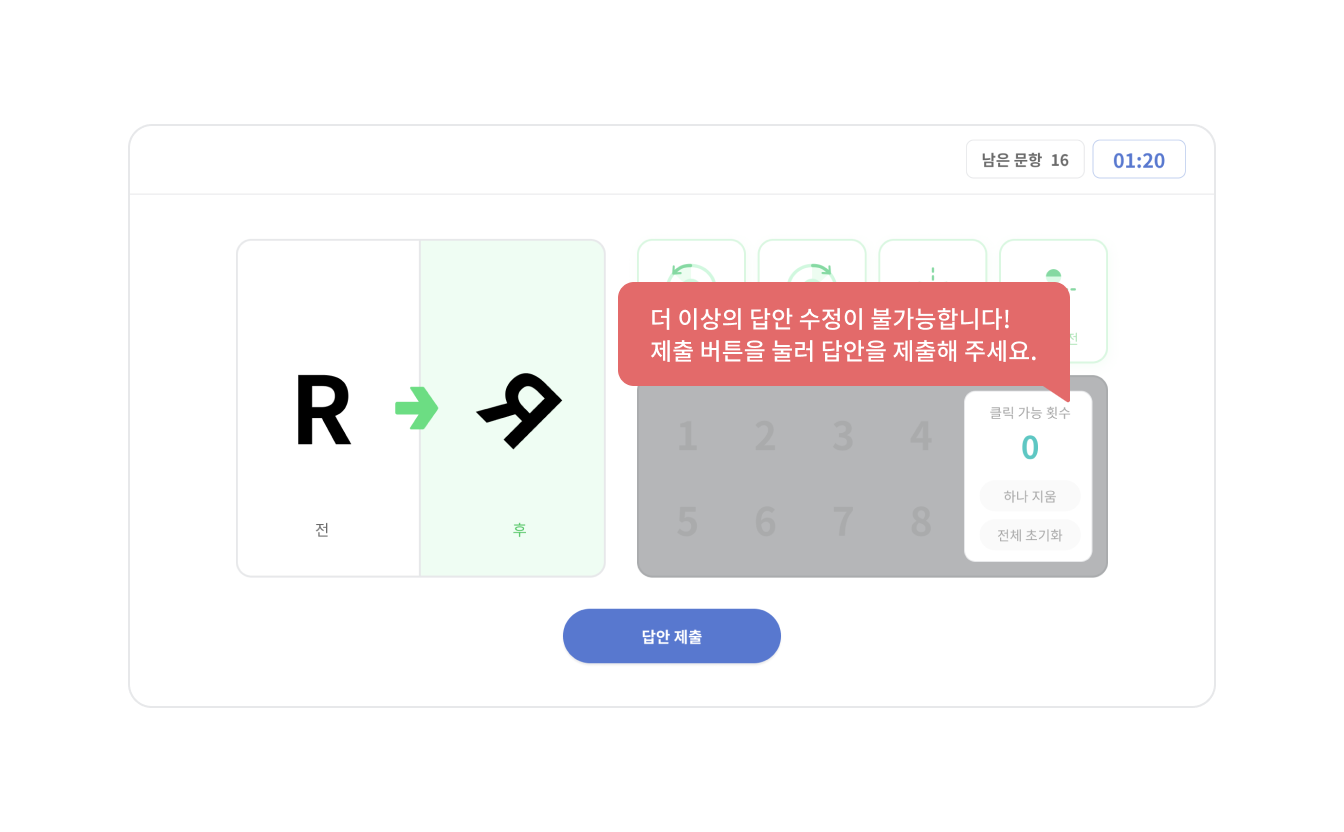 남은 문항 16
01:20
R
R
전
후
더 이상의 답안 수정이 불가능합니다!
제출 버튼을 눌러 답안을 제출해 주세요.
전
1 2 3 4
5 6 7 8
클릭 가능 횟수
0
하나 지움
전체 초기화
답안 제출